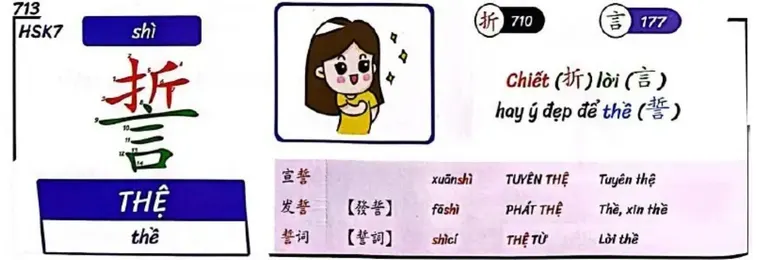 713
HSK7
shì
誓
THỆ
thề
折 710
言 177
Chiết (折) lời (言)
hay ý đẹp để thề (誓)
宣誓 xuānshì TUYÊN THỆ Tuyên thệ
发誓 【發誓】 fāshì PHÁT THỆ Thề, xin thề
誓词 【誓詞】 shìcí THỆ TỪ Lời thề